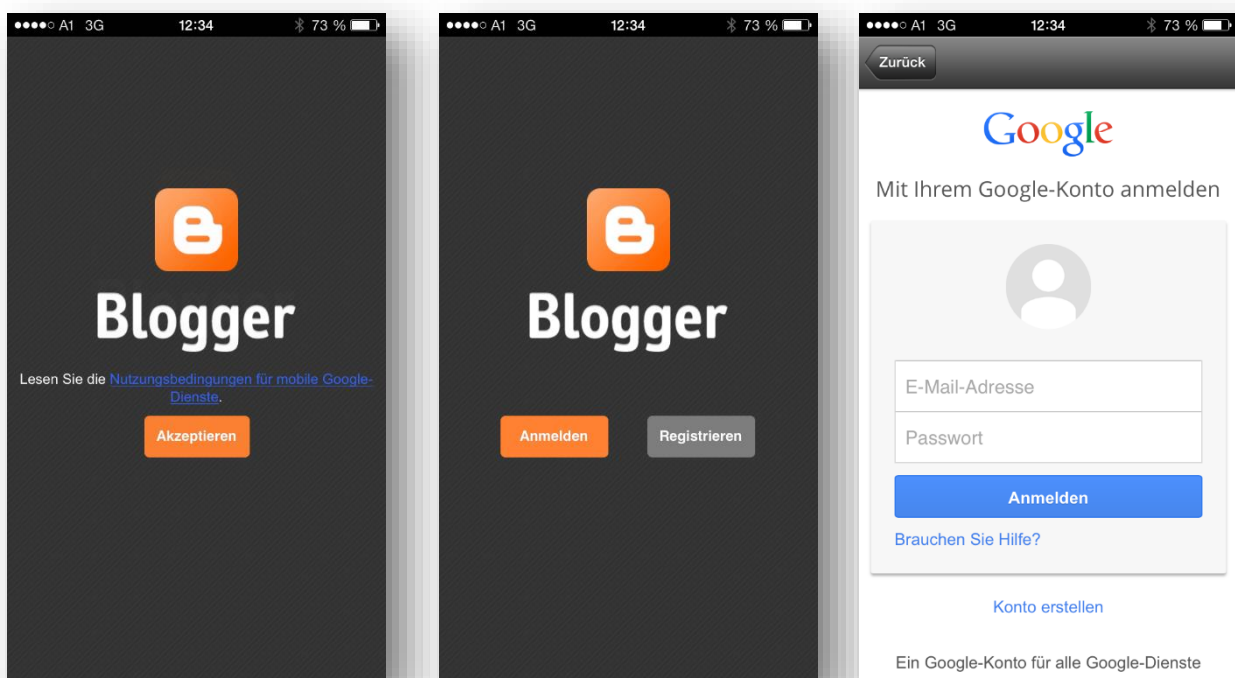 A1 3G 12:34 73 %
Blogger
Lesen Sie die Nutzungsbedingungen für mobile Google-
Dienste.
Akzeptieren
A1 3G 12:34 73 %
Blogger
Anmelden Registrieren
A1 3G 12:34 73 %
Zurück
Google
Mit Ihrem Google-Konto anmelden
E-Mail-Adresse
Passwort
Anmelden
Brauchen Sie Hilfe?
Konto erstellen
Ein Google-Konto für alle Google-Dienste